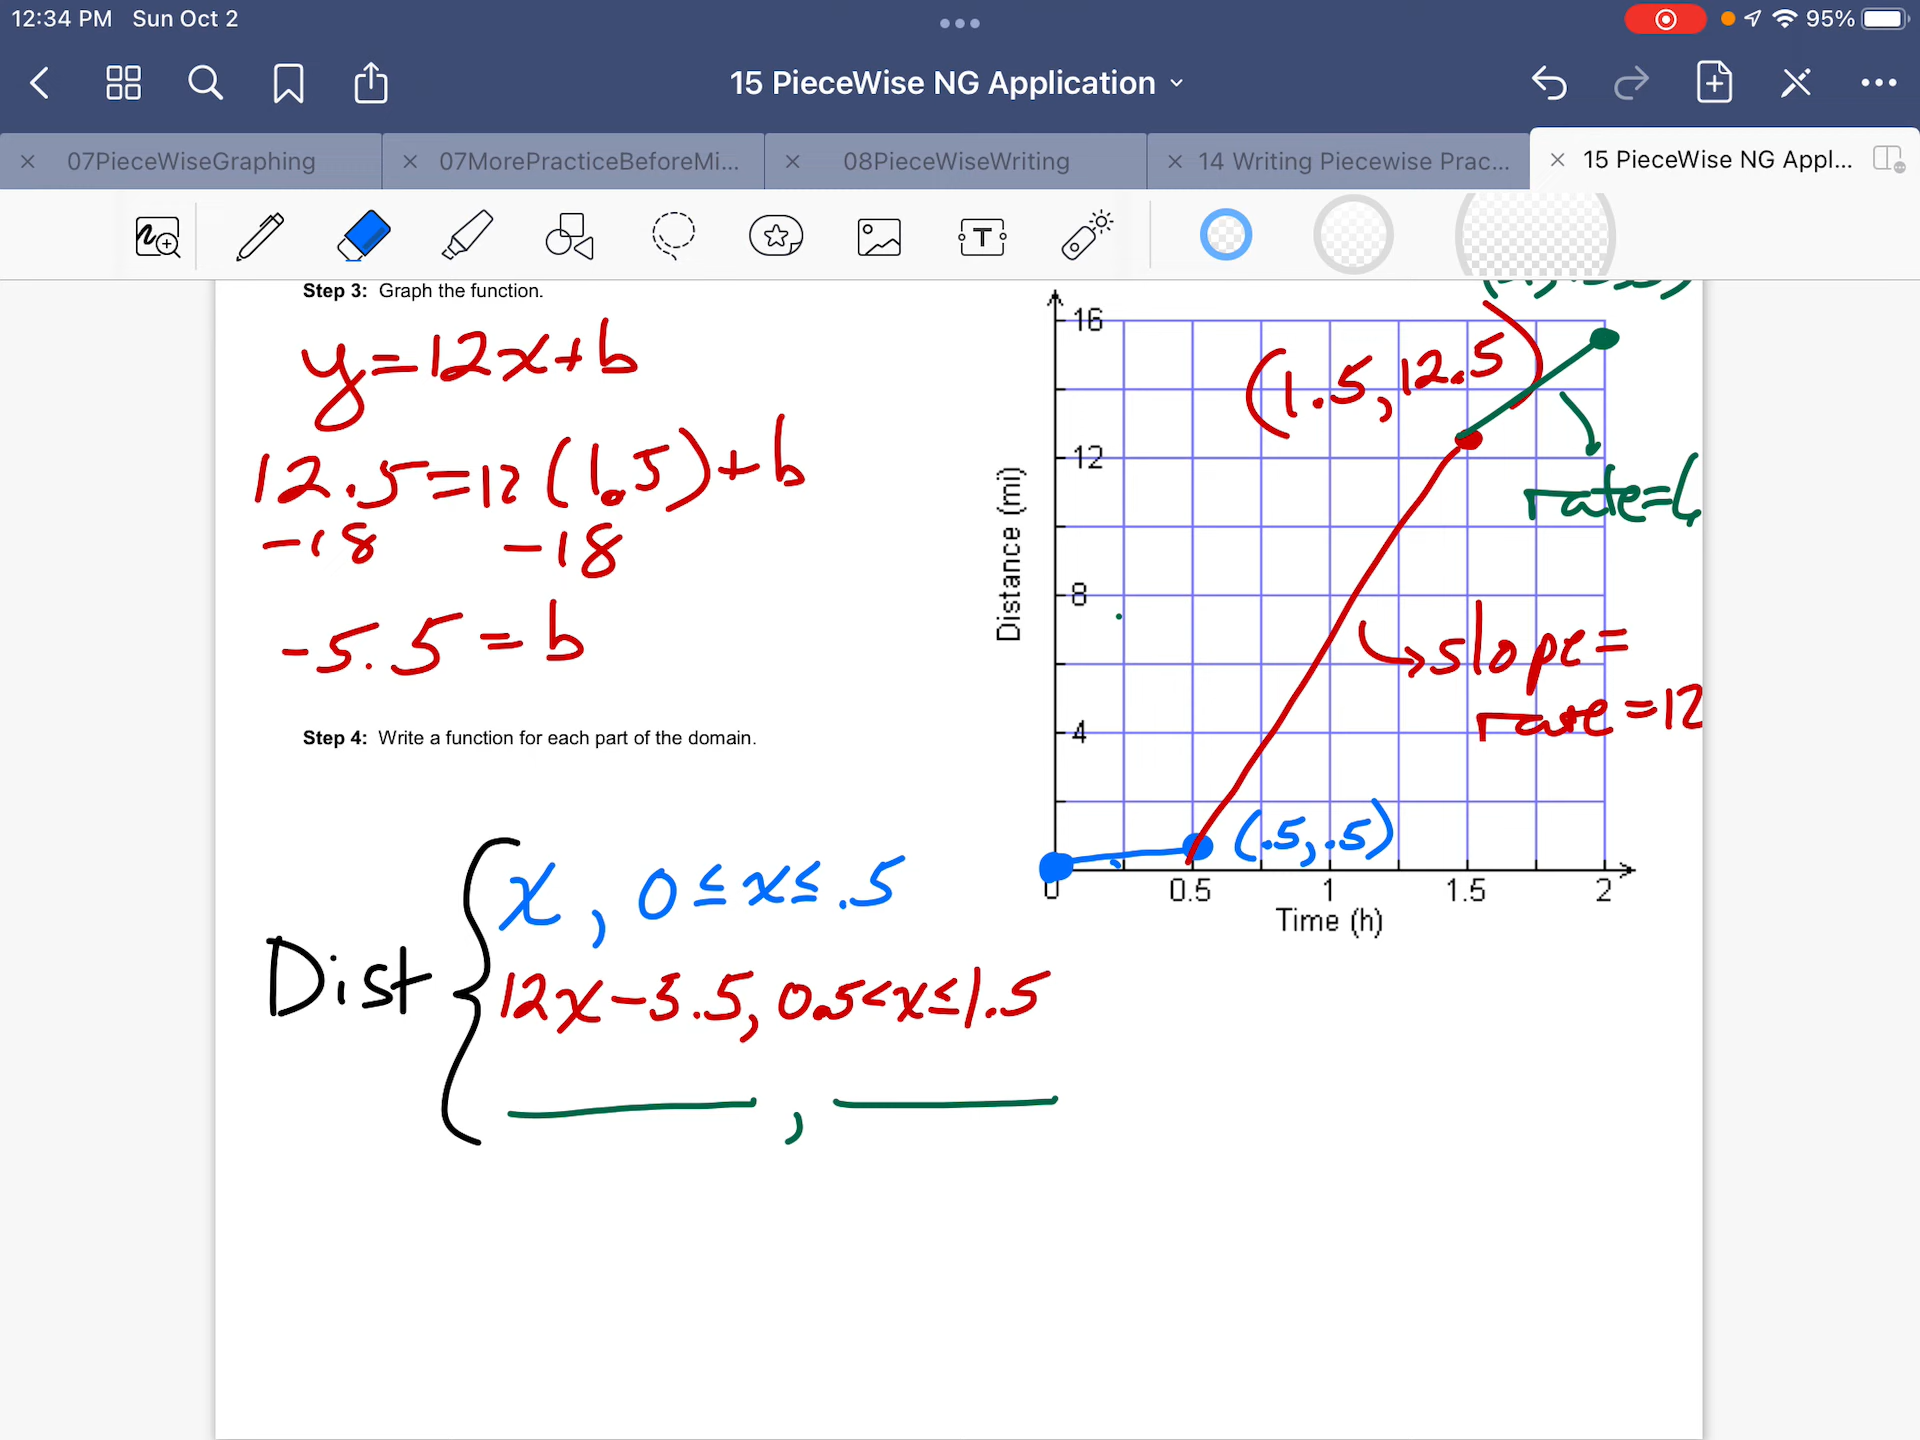 12:34 PM Sun Oct 2
95%
15 PieceWise NG Application
07PieceWiseGraphing
07MorePracticeBeforeMi...
08PieceWiseWriting
14 Writing Piecewise Prac...
15 PieceWise NG Appl...
T
Step 3: Graph the function.
y=12x+b
12.5=12(1.5)+b
-18 -18
-5.5=b
Step 4: Write a function for each part of the domain.
Dist
x, 0≤x≤.5
12x-5.5, 0.5<x≤1.5
,
16
12
8
4
0
0.5
1
1.5
2
Distance (mi)
Time (h)
(1.5,12.5)
rate=
slope=
rate=12
(.5,.5)